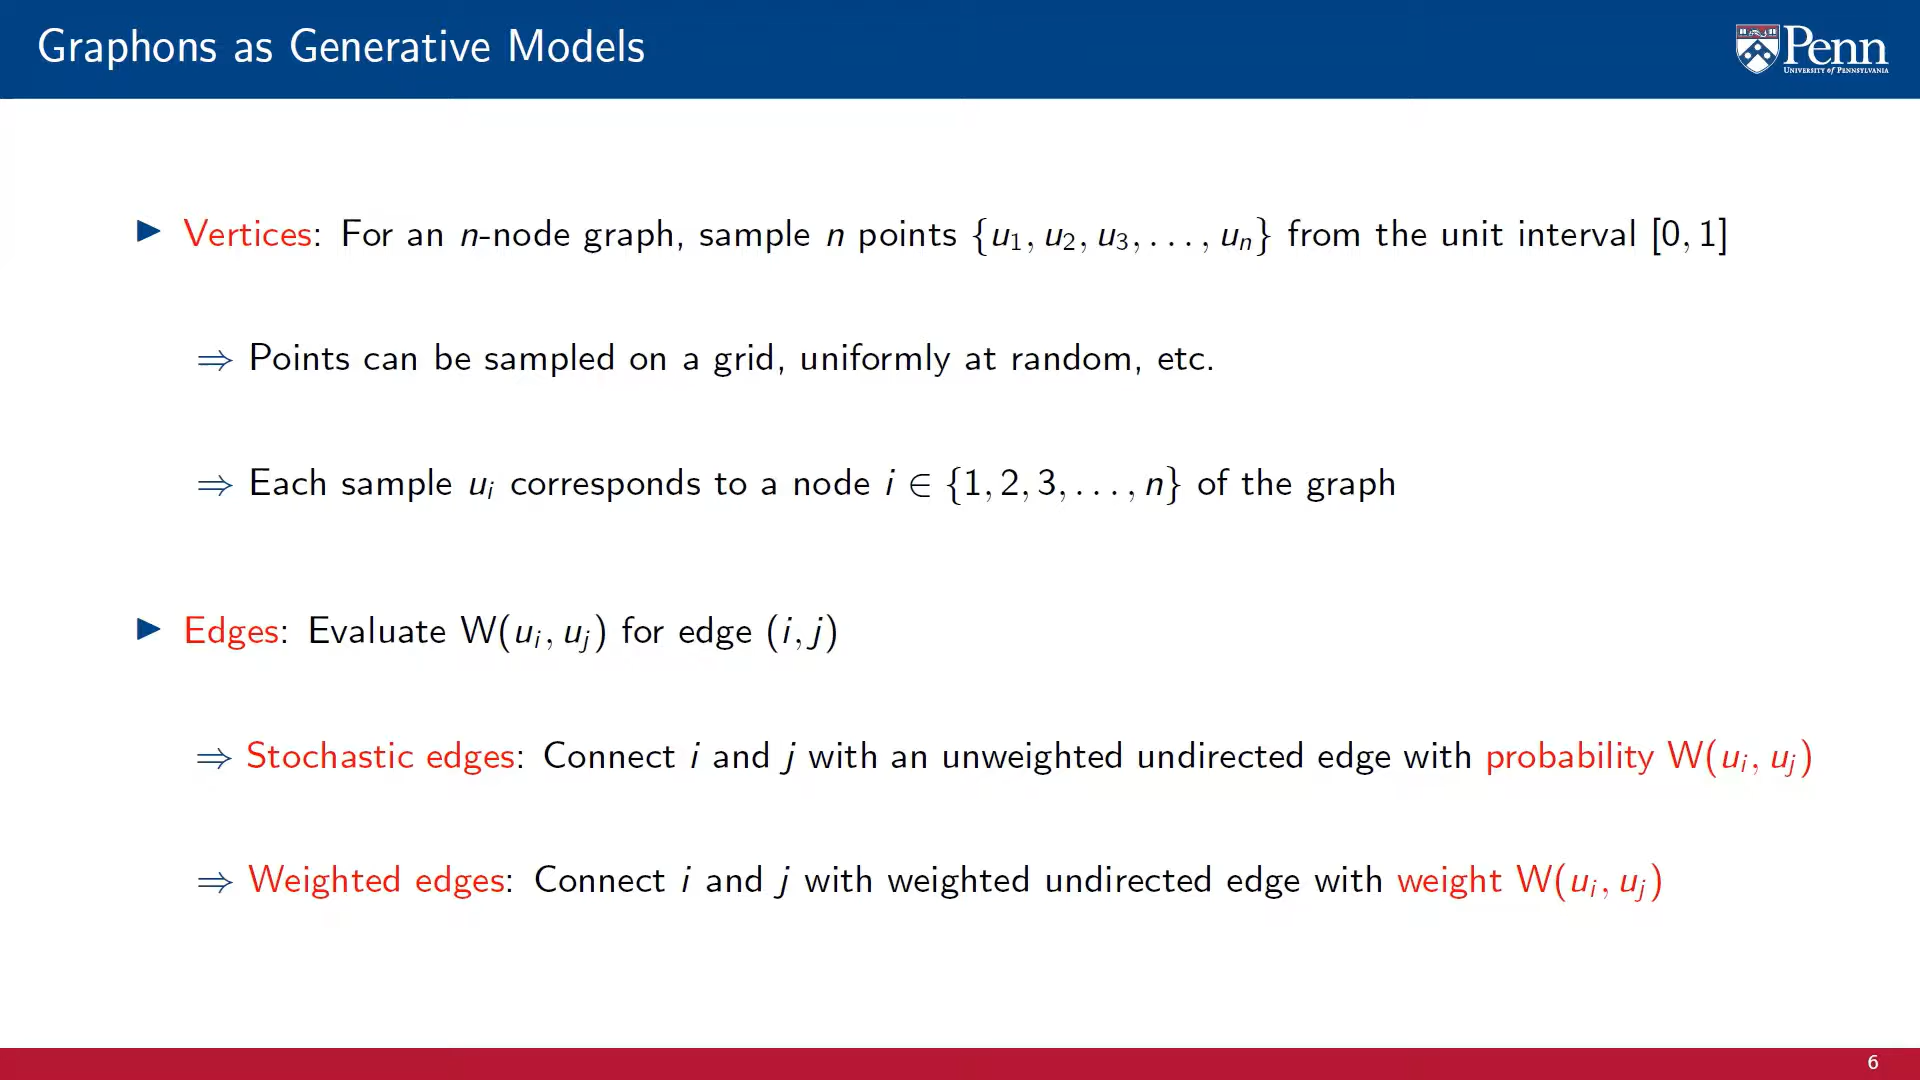 Graphons as Generative Models
Penn
UNIVERSITY of PENNSYLVANIA
▶ Vertices: For an n-node graph, sample n points {u₁, u₂, u₃, . . . , uₙ} from the unit interval [0, 1]
⇒ Points can be sampled on a grid, uniformly at random, etc.
⇒ Each sample uᵢ corresponds to a node i ∈ {1, 2, 3, . . . , n} of the graph
▶ Edges: Evaluate W(uᵢ, uⱼ) for edge (i, j)
⇒ Stochastic edges: Connect i and j with an unweighted undirected edge with probability W(uᵢ, uⱼ)
⇒ Weighted edges: Connect i and j with weighted undirected edge with weight W(uᵢ, uⱼ)
6